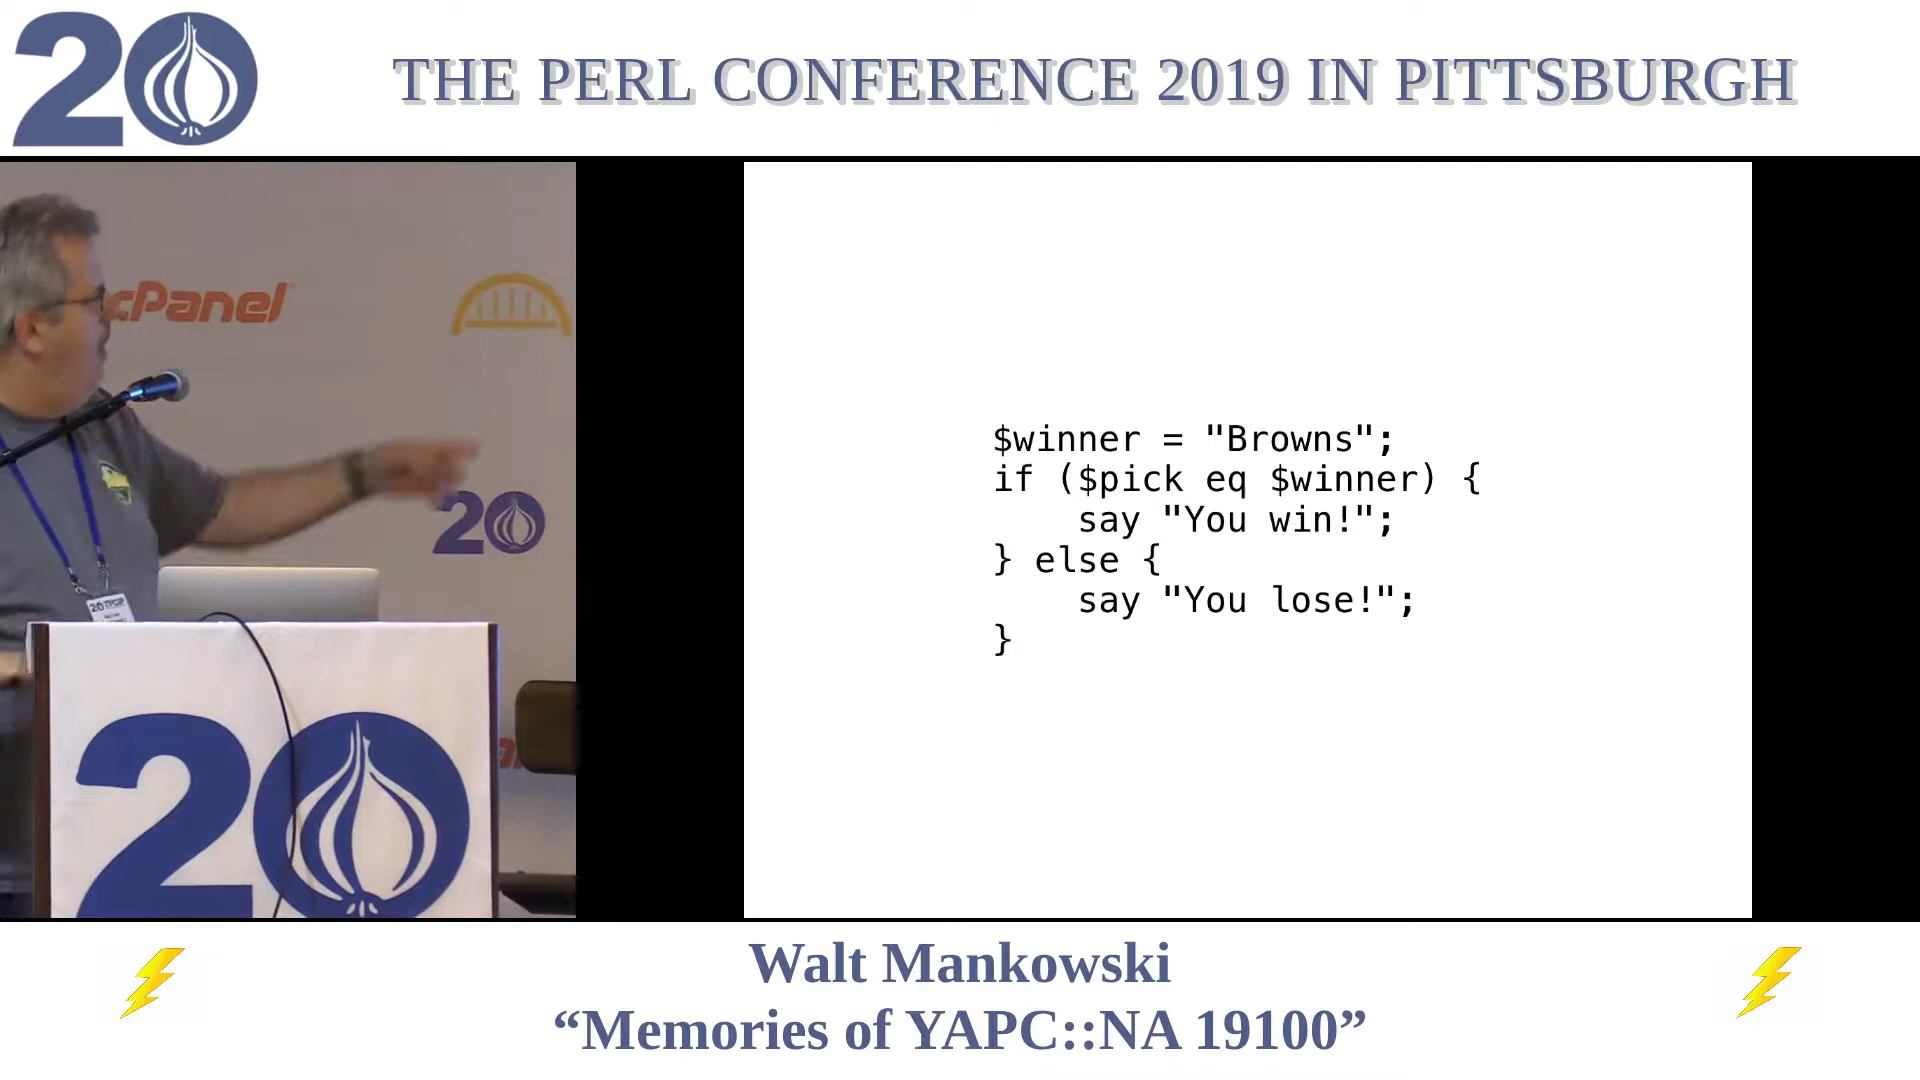 20
THE PERL CONFERENCE 2019 IN PITTSBURGH
cPanel
20
20
20
$winner = "Browns";
if ($pick eq $winner) {
    say "You win!";
} else {
    say "You lose!";
}
Walt Mankowski
“Memories of YAPC::NA 19100”